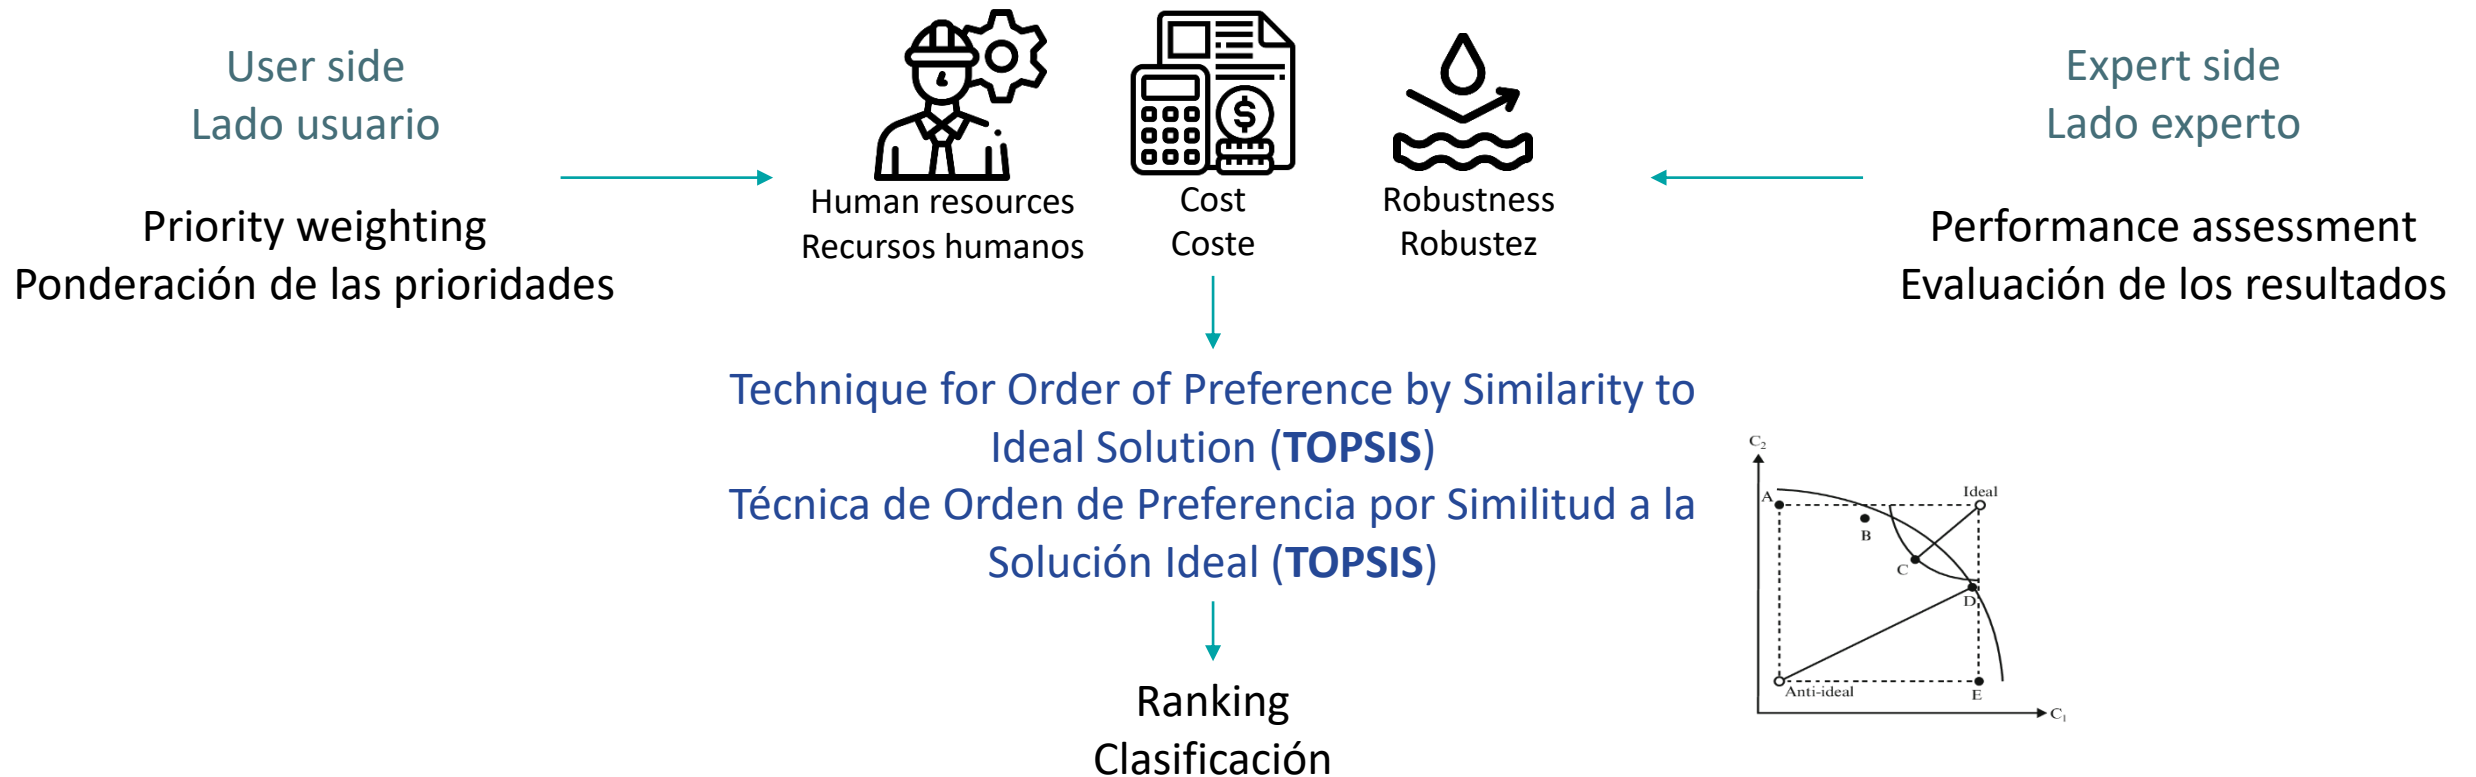 User side
Lado usuario
Priority weighting
Ponderación de las prioridades
Human resources
Recursos humanos
$
Cost
Coste
Robustness
Robustez
Expert side
Lado experto
Performance assessment
Evaluación de los resultados
Technique for Order of Preference by Similarity to
Ideal Solution (TOPSIS)
Técnica de Orden de Preferencia por Similitud a la
Solución Ideal (TOPSIS)
Ranking
Clasificación
C₂
A
Ideal
B
C
D
Anti-ideal
E
C₁